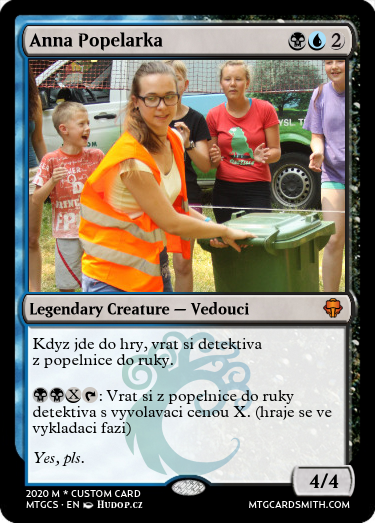 Anna Popelarka 2
Legendary Creature — Vedouci
Kdyz jde do hry, vrat si detektiva
z popelnice do ruky.
X : Vrat si z popelnice do ruky
detektiva s vyvolavaci cenou X. (hraje se ve
vykladaci fazi)
Yes, pls.
4/4
2020 M * CUSTOM CARD
MTGCS · EN HUDOP.CZ
MTGCARDSMITH.COM